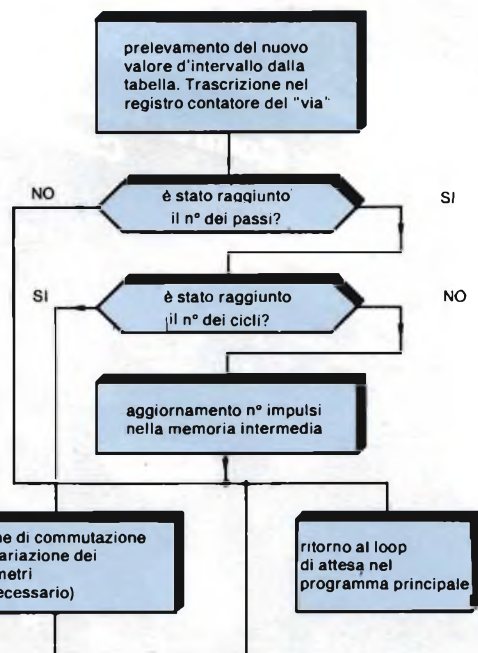 prelevamento del nuovo
valore d'intervallo dalla
tabella. Trascrizione nel
registro contatore del "via"
NO
è stato raggiunto
il n° dei passi?
SI
SI
è stato raggiunto
il n° dei cicli?
NO
aggiornamento n° impulsi
nella memoria intermedia
ne di commutazione
ariazione dei
metri
ecessario)
ritorno al loop
di attesa nel
programma principale